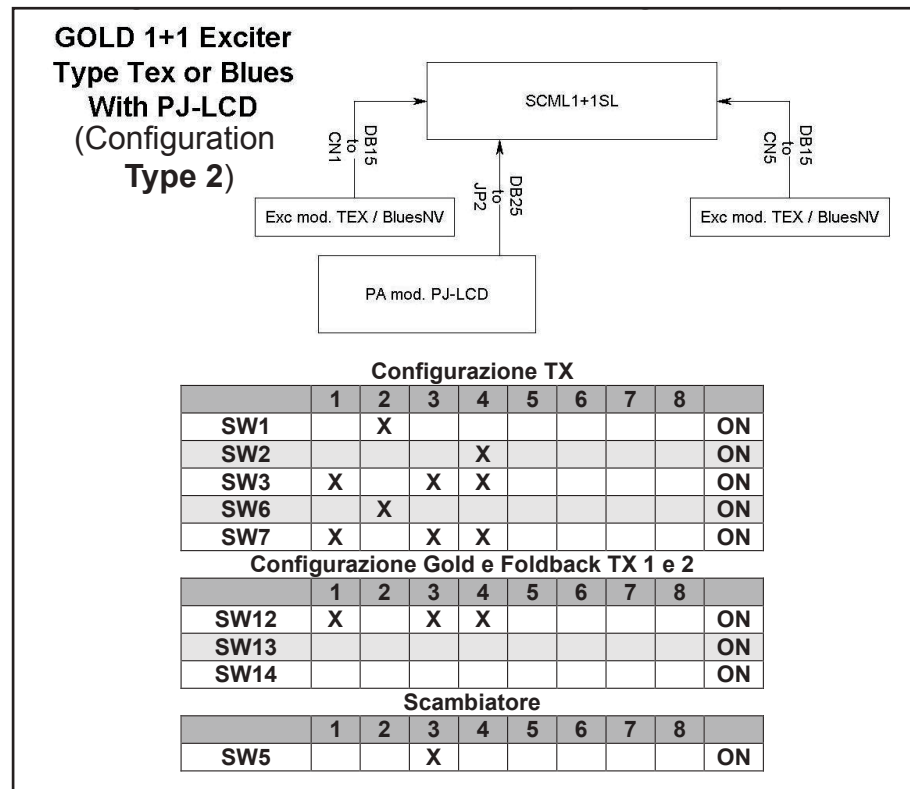 GOLD 1+1 Exciter
Type Tex or Blues
With PJ-LCD
(Configuration
Type 2)
SCML1+1SL
DB15
to
CN1
DB25
to
JP2
DB15
to
CN5
Exc mod. TEX / BluesNV
Exc mod. TEX / BluesNV
PA mod. PJ-LCD
Configurazione TX
1 2 3 4 5 6 7 8
SW1 X ON
SW2 X ON
SW3 X X X ON
SW6 X ON
SW7 X X X ON
Configurazione Gold e Foldback TX 1 e 2
1 2 3 4 5 6 7 8
SW12 X X X ON
SW13 ON
SW14 ON
Scambiatore
1 2 3 4 5 6 7 8
SW5 X ON